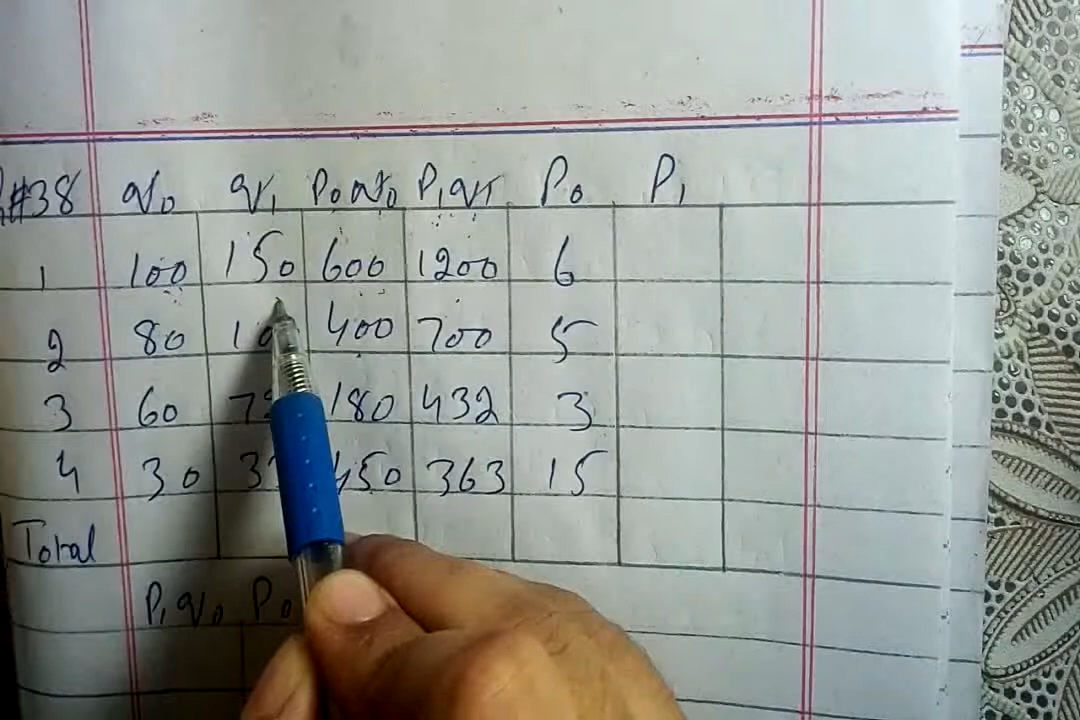 #38 q0 q1 P0q0 P1q1 P0 P1
1 100 150 600 1200 6
2 80 400 700 5
3 60 180 432 3
4 30 450 363 15
Total
P1q0 P0